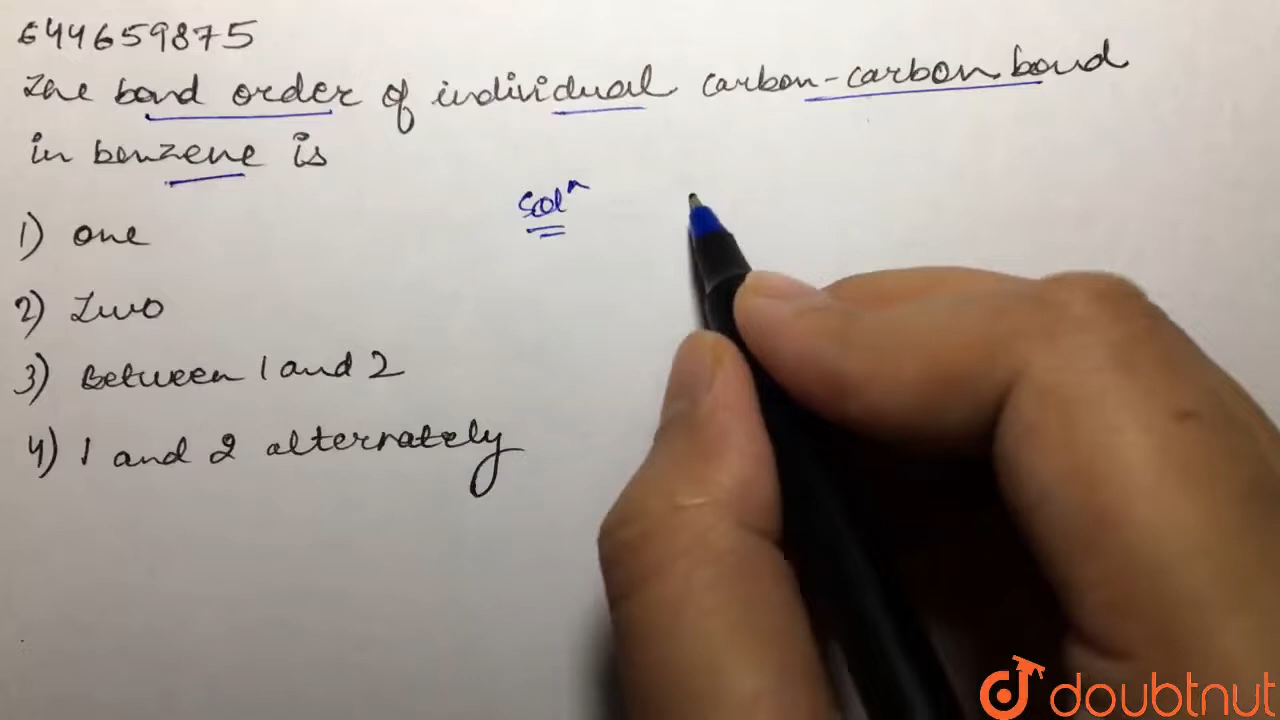 644659875
The bond order of individual carbon-carbon bond
in benzene is
1) one
2) Two
3) Between 1 and 2
4) 1 and 2 alternately
Solⁿ
doubtnut